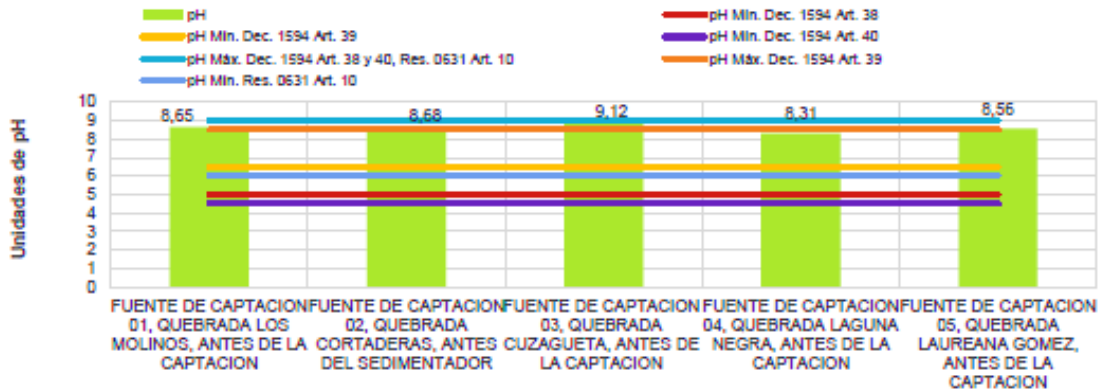 pH
pH Min. Dec. 1594 Art. 38
pH Min. Dec. 1594 Art. 39
pH Min. Dec. 1594 Art. 40
pH Máx. Dec. 1594 Art. 38 y 40, Res. 0631 Art. 10
pH Máx. Dec. 1594 Art. 39
pH Min. Res. 0631 Art. 10
Unidades de pH
10
9
8
7
6
5
4
3
2
1
0
8,65
8,68
9,12
8,31
8,56
FUENTE DE CAPTACION
01, QUEBRADA LOS
MOLINOS, ANTES DE LA
CAPTACION
FUENTE DE CAPTACION
02, QUEBRADA
CORTADERAS, ANTES
DEL SEDIMENTADOR
FUENTE DE CAPTACION
03, QUEBRADA
CUZAGUETA, ANTES DE
LA CAPTACION
FUENTE DE CAPTACION
04, QUEBRADA LAGUNA
NEGRA, ANTES DE LA
CAPTACION
FUENTE DE CAPTACION
05, QUEBRADA
LAUREANA GOMEZ,
ANTES DE LA
CAPTACION